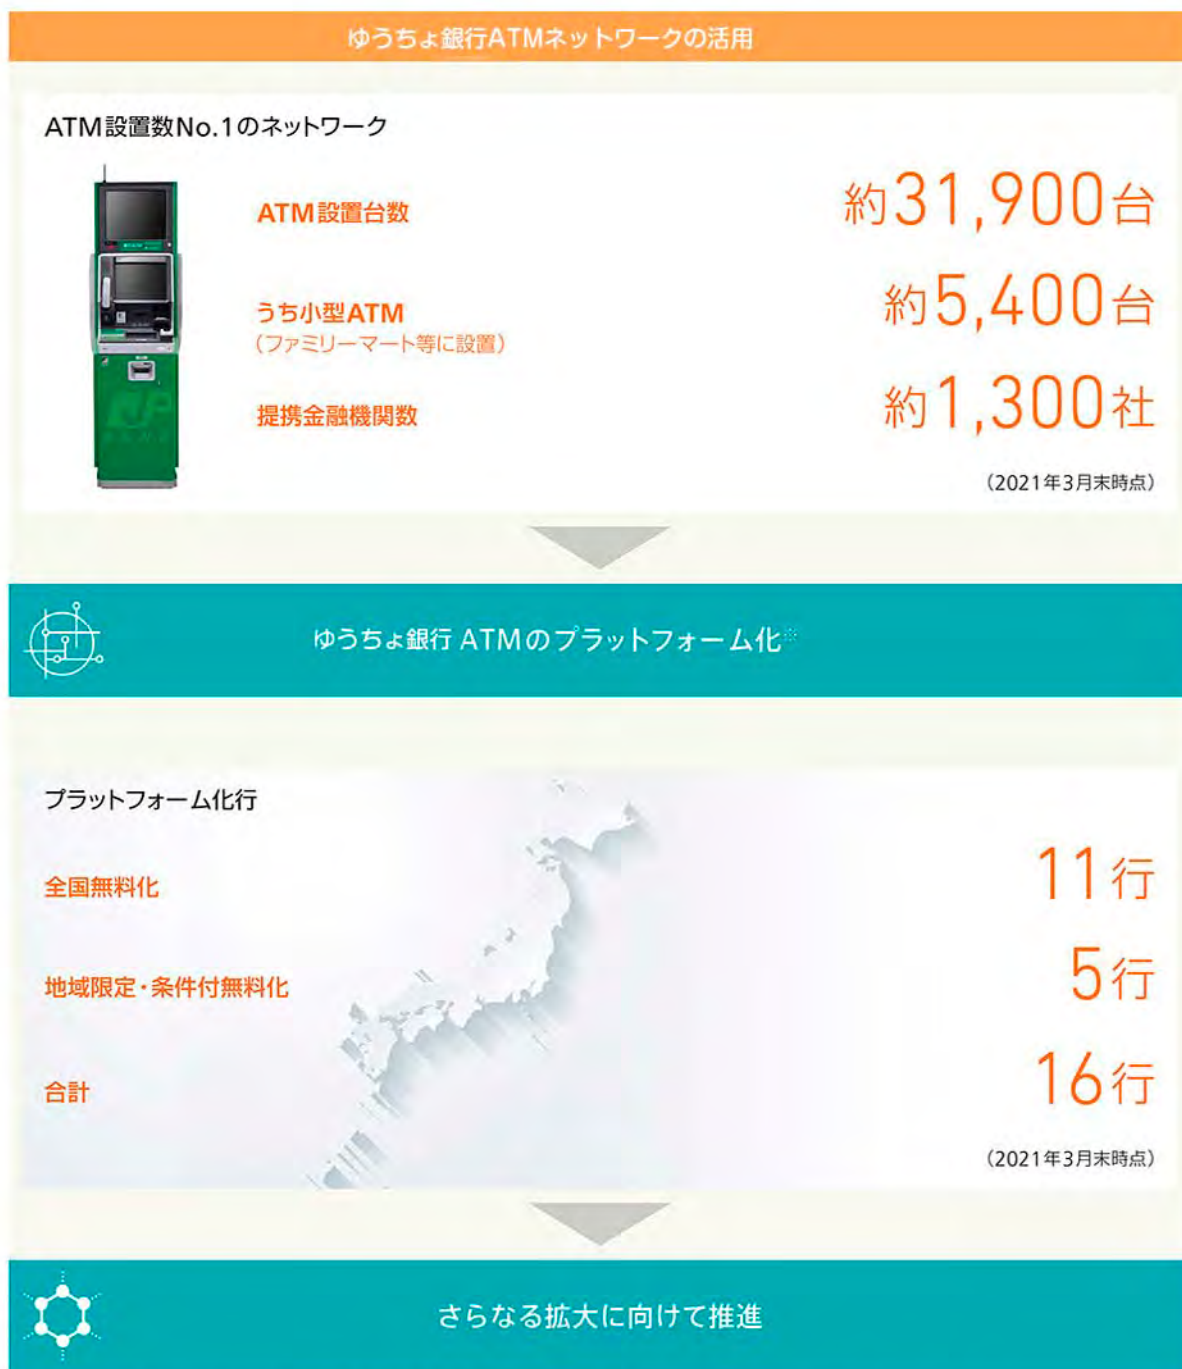 ゆうちょ銀行ATMネットワークの活用
ATM設置数No.1のネットワーク
ATM設置台数
約31,900台
うち小型ATM
（ファミリーマート等に設置）
約5,400台
提携金融機関数
約1,300社
（2021年3月末時点）
ゆうちょ銀行 ATMのプラットフォーム化※
プラットフォーム化行
全国無料化
11行
地域限定・条件付無料化
5行
合計
16行
（2021年3月末時点）
さらなる拡大に向けて推進